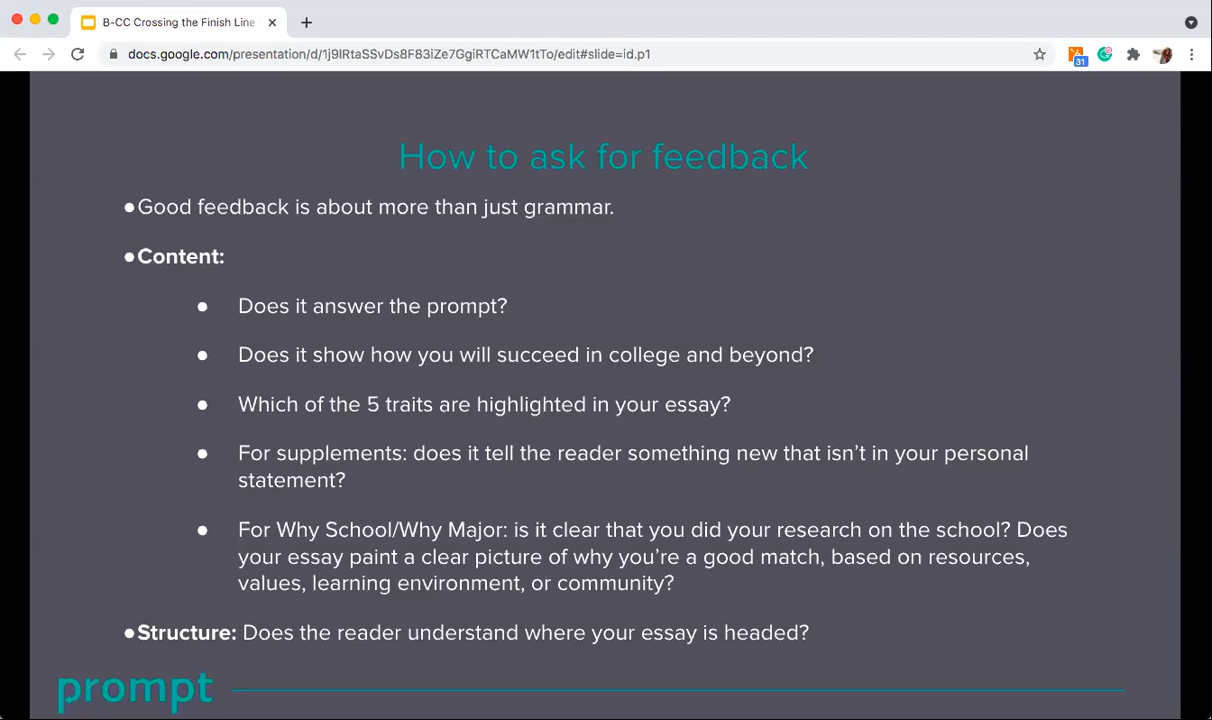 B-CC Crossing the Finish Line
docs.google.com/presentation/d/1j9lRtaSSvDs8F83iZe7GgiRTCaMW1tTo/edit#slide=id.p1
31
How to ask for feedback
●Good feedback is about more than just grammar.
●Content:
● Does it answer the prompt?
● Does it show how you will succeed in college and beyond?
● Which of the 5 traits are highlighted in your essay?
● For supplements: does it tell the reader something new that isn’t in your personal
statement?
● For Why School/Why Major: is it clear that you did your research on the school? Does
your essay paint a clear picture of why you’re a good match, based on resources,
values, learning environment, or community?
●Structure: Does the reader understand where your essay is headed?
prompt